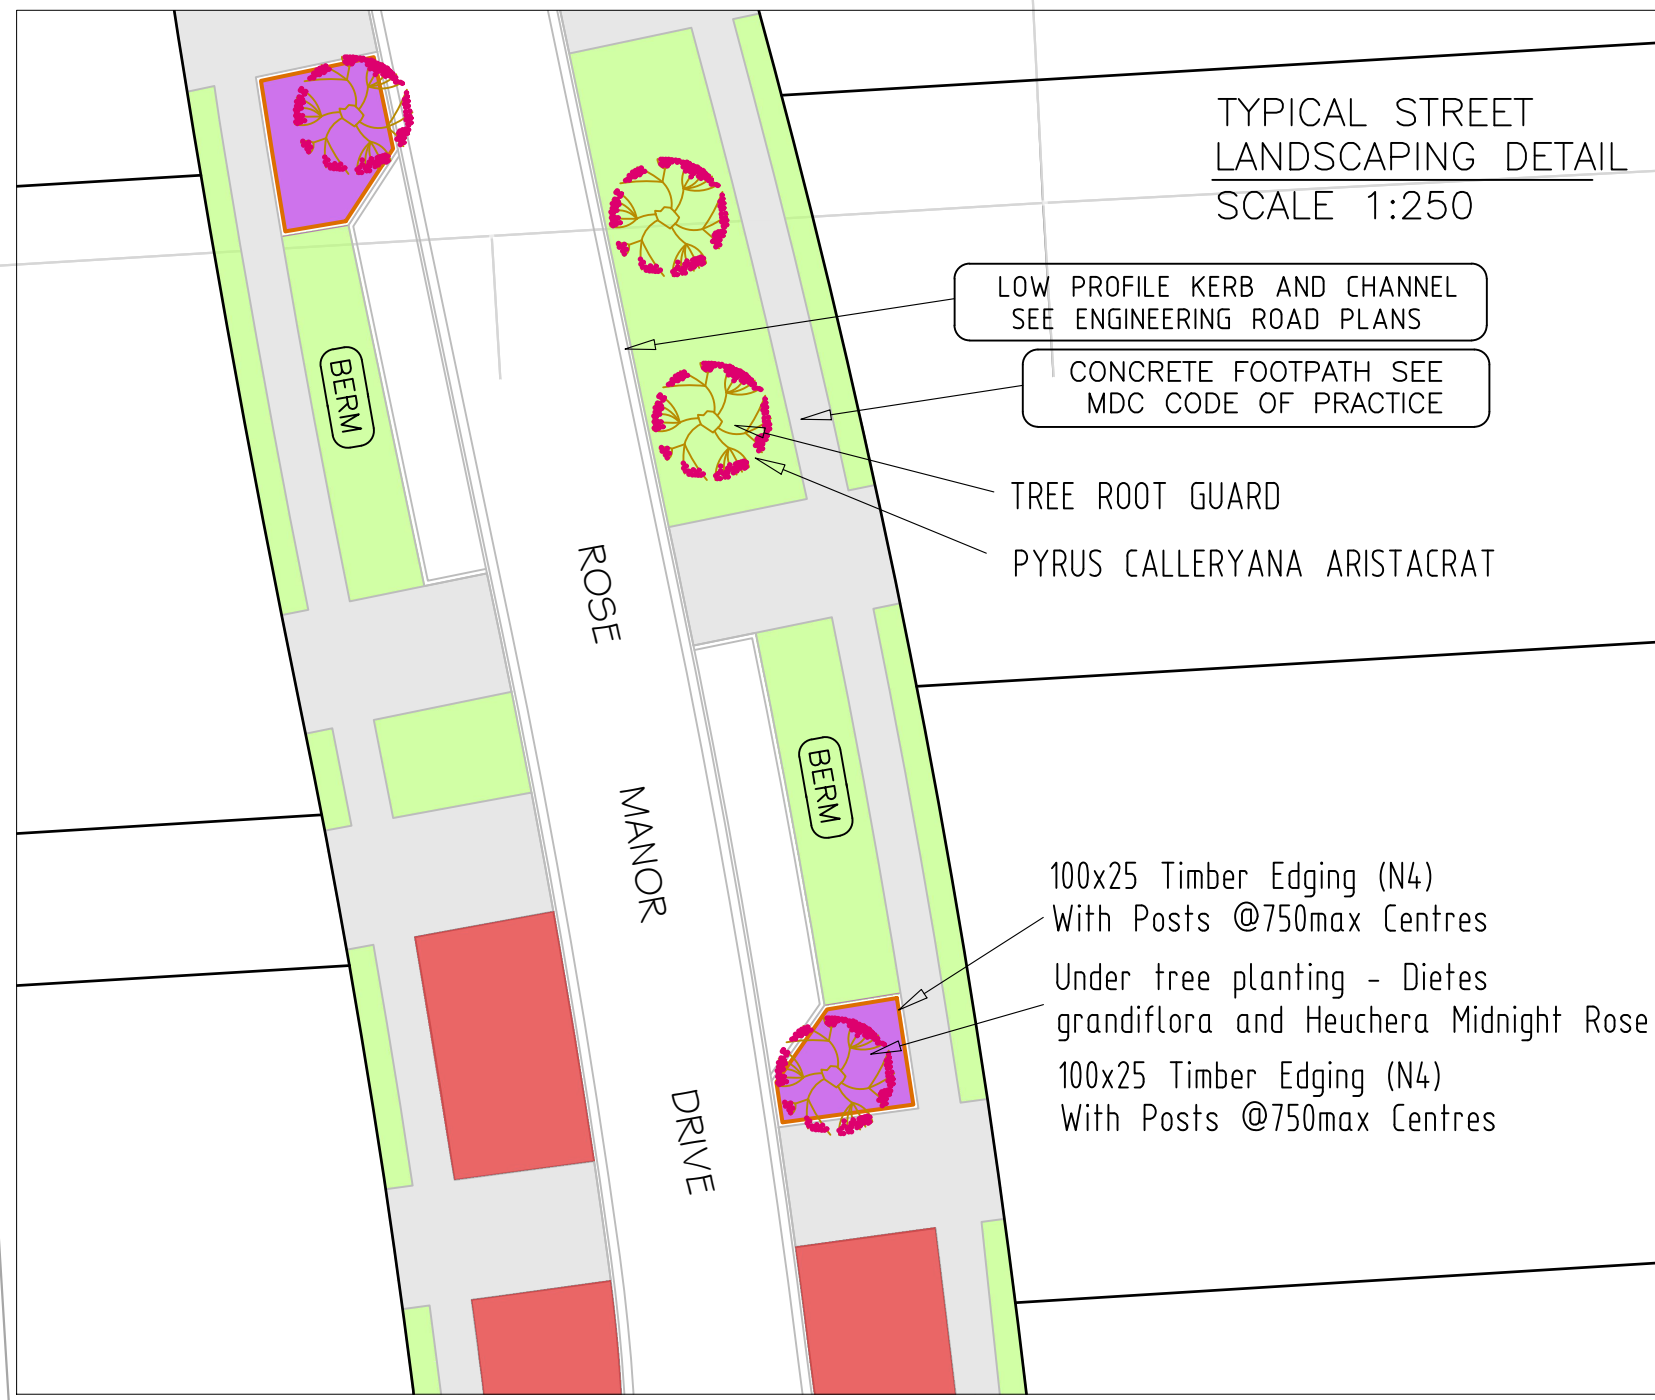 TYPICAL STREET
LANDSCAPING DETAIL
SCALE 1:250
LOW PROFILE KERB AND CHANNEL
SEE ENGINEERING ROAD PLANS
CONCRETE FOOTPATH SEE
MDC CODE OF PRACTICE
TREE ROOT GUARD
PYRUS CALLERYANA ARISTACRAT
BERM
ROSE
MANOR
DRIVE
BERM
100x25 Timber Edging (N4)
With Posts @750max Centres
Under tree planting - Dietes
grandiflora and Heuchera Midnight Rose
100x25 Timber Edging (N4)
With Posts @750max Centres